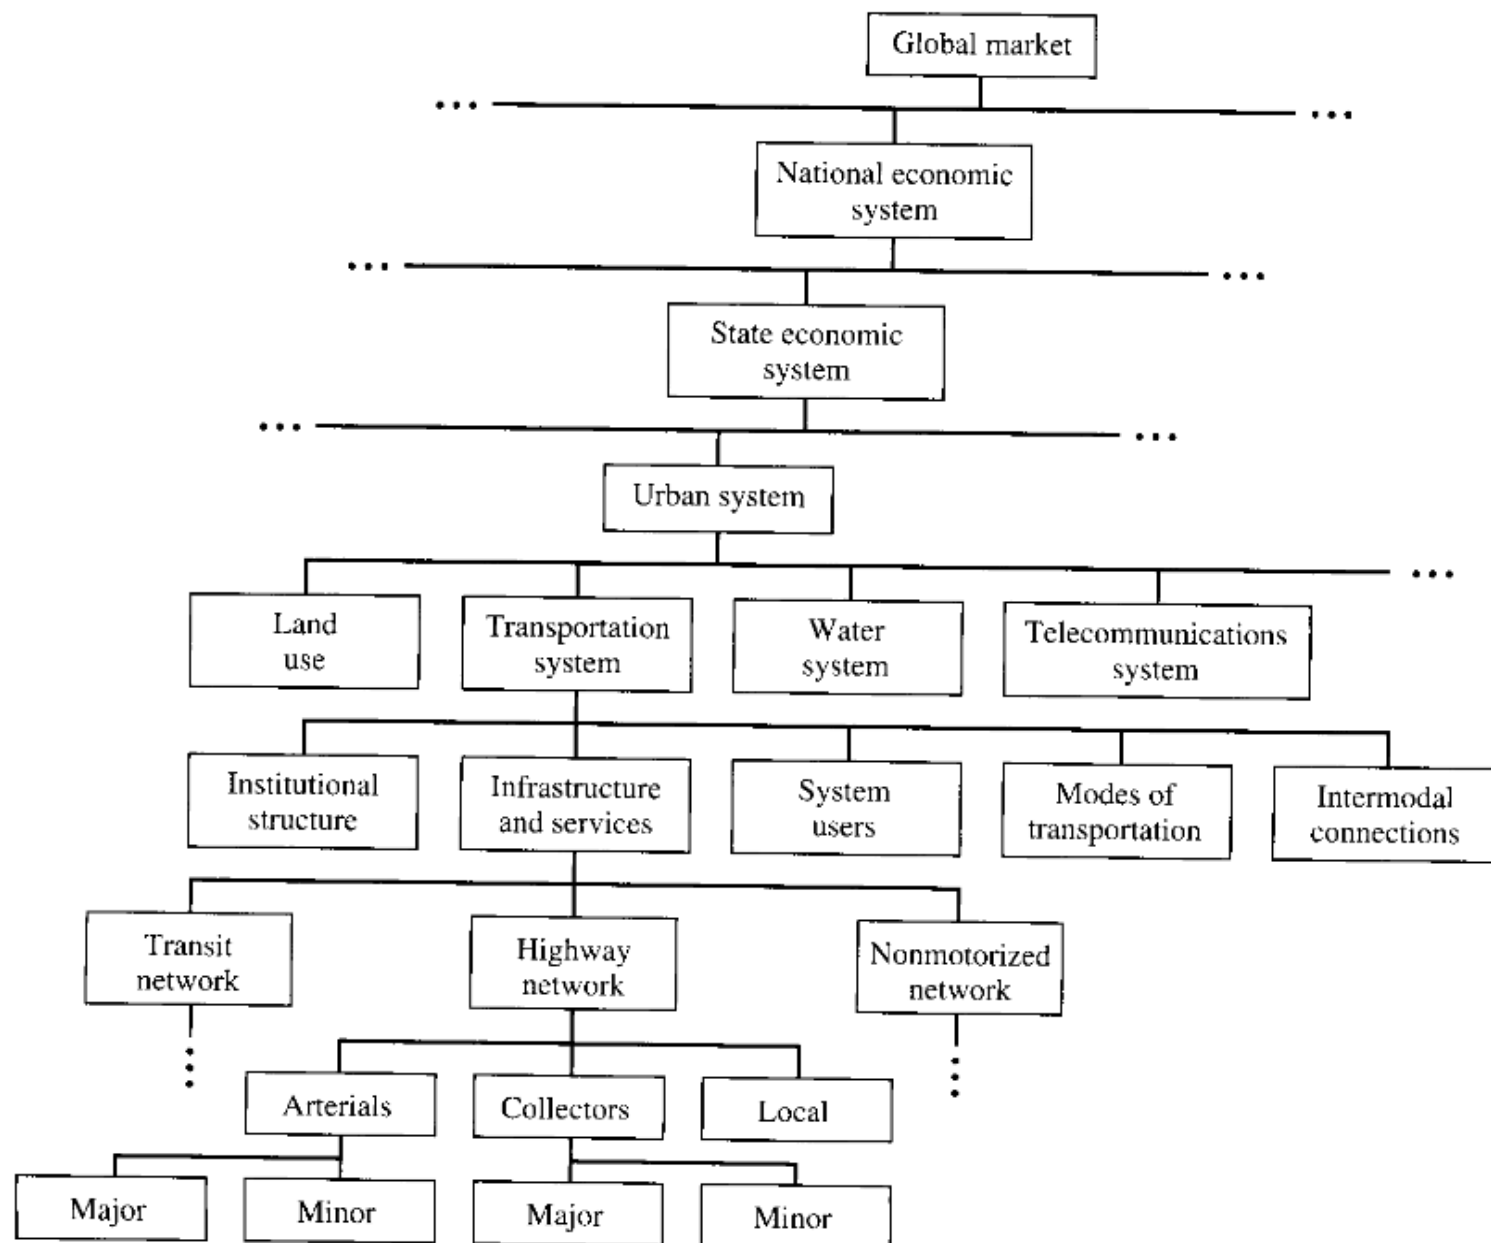 Global market
National economic
system
State economic
system
Urban system
Land
use
Transportation
system
Water
system
Telecommunications
system
Institutional
structure
Infrastructure
and services
System
users
Modes of
transportation
Intermodal
connections
Transit
network
Highway
network
Nonmotorized
network
Arterials
Collectors
Local
Major
Minor
Major
Minor